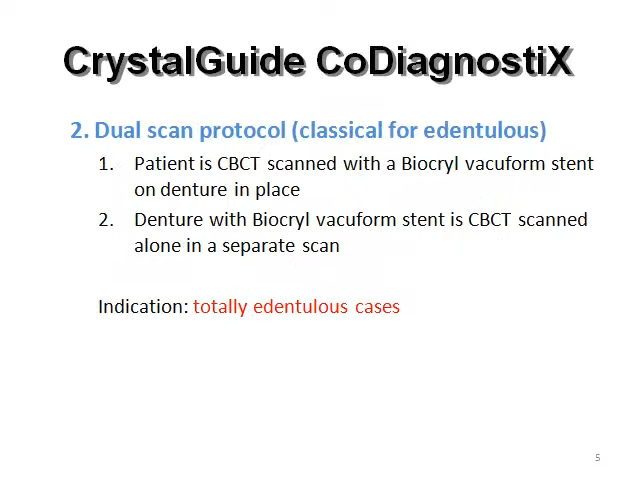 CrystalGuide CoDiagnostiX
2. Dual scan protocol (classical for edentulous)
1. Patient is CBCT scanned with a Biocryl vacuform stent
on denture in place
2. Denture with Biocryl vacuform stent is CBCT scanned
alone in a separate scan
Indication: totally edentulous cases
5